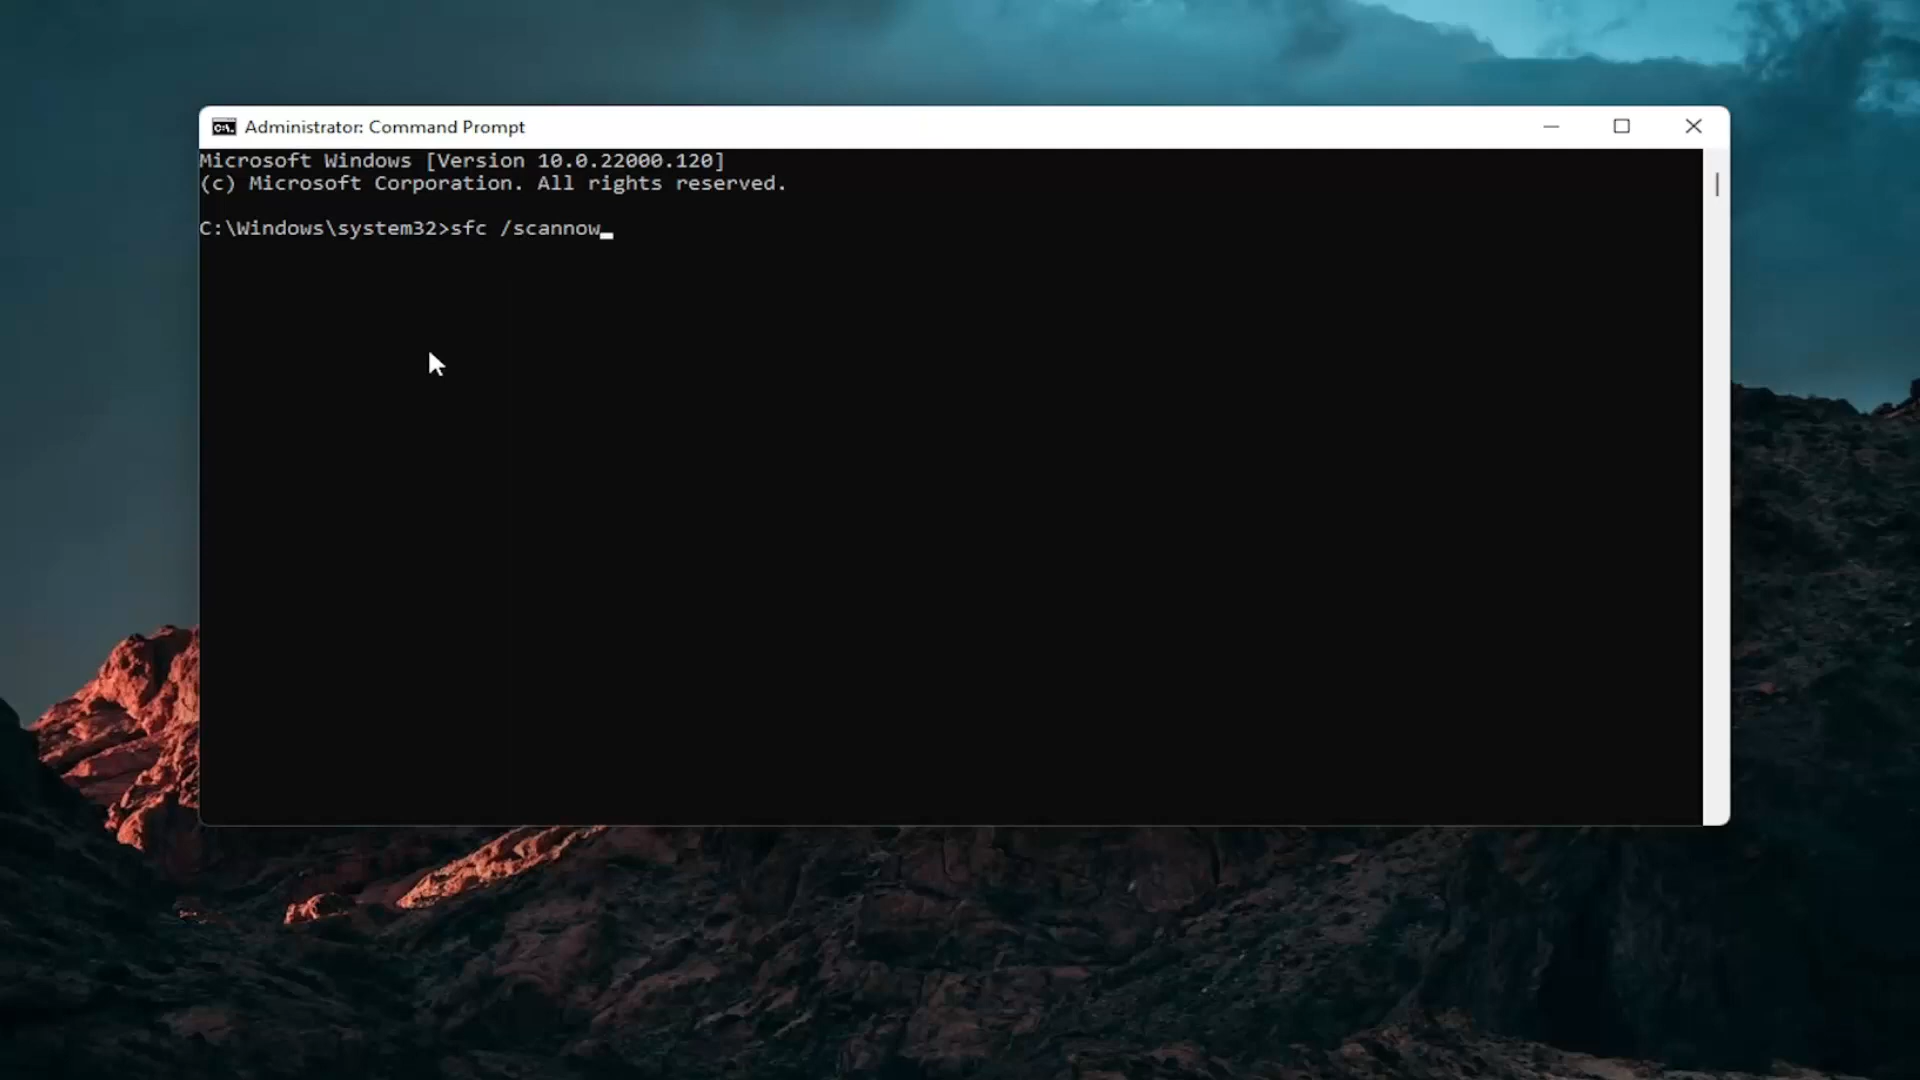 Administrator: Command Prompt
Microsoft Windows [Version 10.0.22000.120]
(c) Microsoft Corporation. All rights reserved.
C:\Windows\system32>sfc /scannow